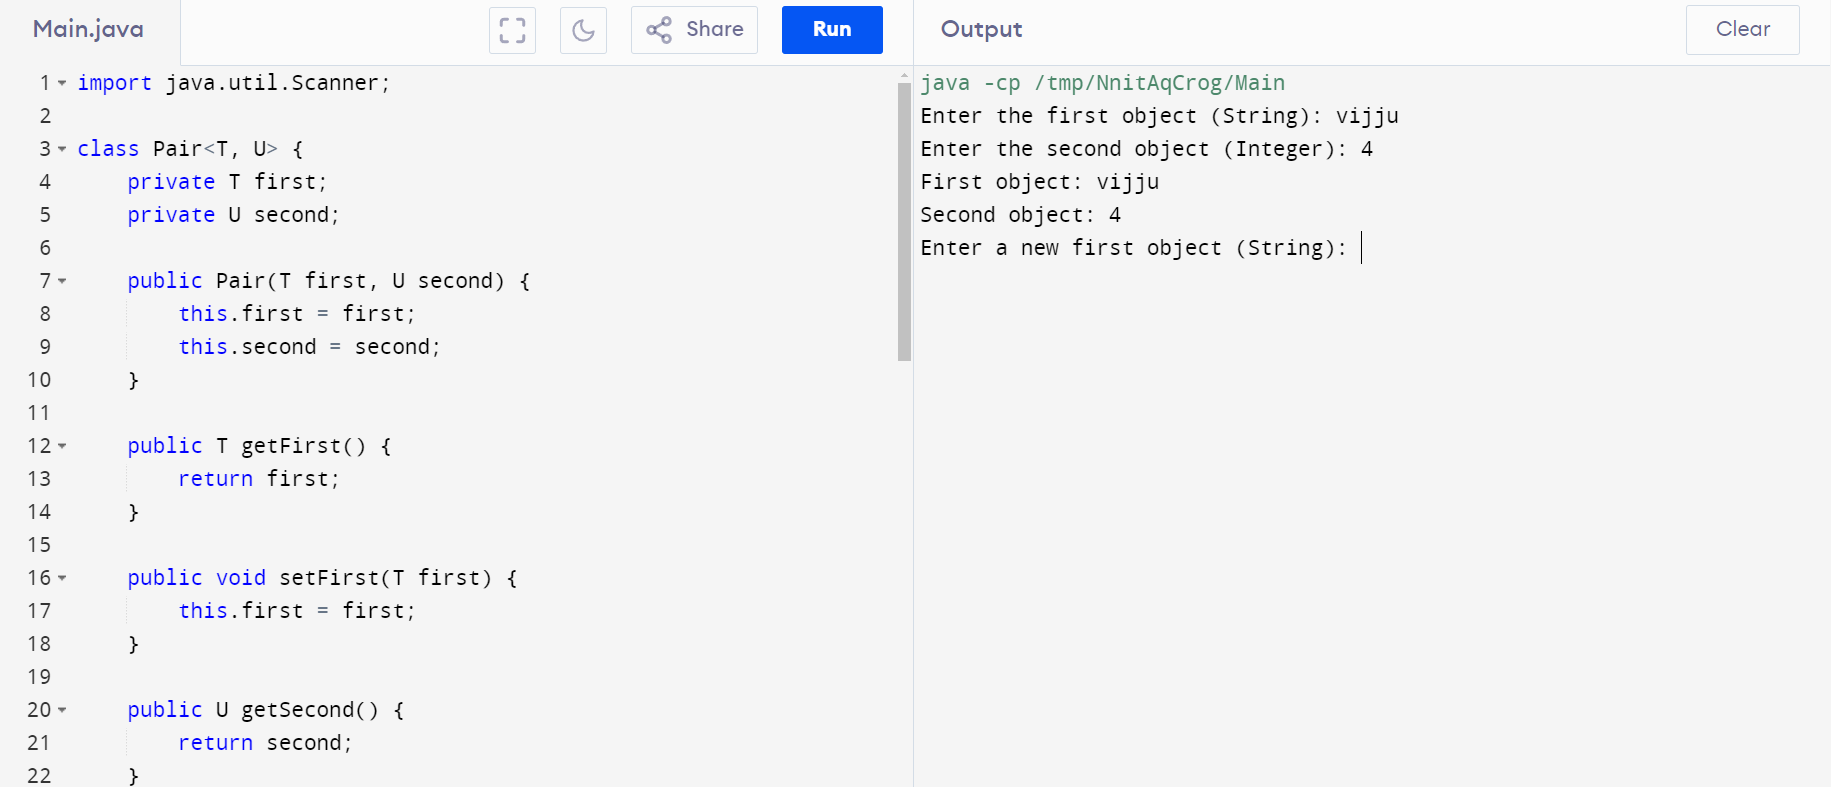 Main.java
Share
Run
1 import java.util.Scanner;
2
3 class Pair<T, U> {
4     private T first;
5     private U second;
6
7     public Pair(T first, U second) {
8         this.first = first;
9         this.second = second;
10     }
11
12     public T getFirst() {
13         return first;
14     }
15
16     public void setFirst(T first) {
17         this.first = first;
18     }
19
20     public U getSecond() {
21         return second;
22     }
Output
Clear
java -cp /tmp/NnitAqCrog/Main
Enter the first object (String): vijju
Enter the second object (Integer): 4
First object: vijju
Second object: 4
Enter a new first object (String):